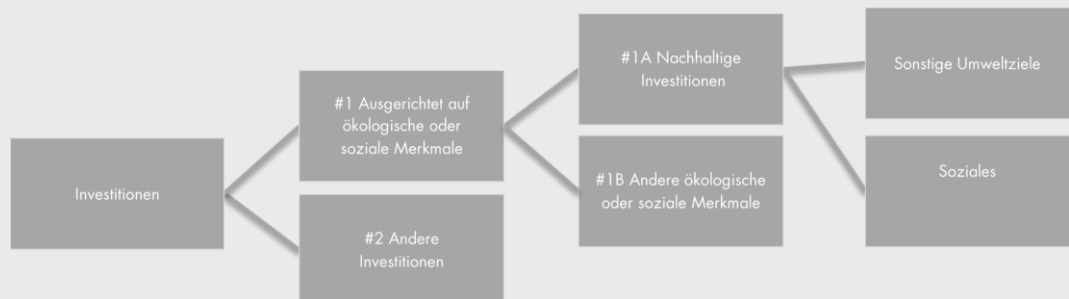 Investitionen
#1 Ausgerichtet auf
ökologische oder
soziale Merkmale
#2 Andere
Investitionen
#1A Nachhaltige
Investitionen
#1B Andere ökologische
oder soziale Merkmale
Sonstige Umweltziele
Soziales